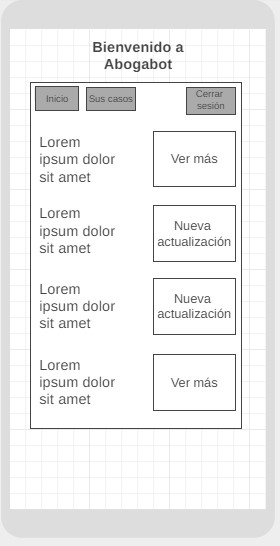 Bienvenido a
Abogabot
Inicio
Sus casos
Cerrar
sesión
Lorem
ipsum dolor
sit amet
Ver más
Lorem
ipsum dolor
sit amet
Nueva
actualización
Lorem
ipsum dolor
sit amet
Nueva
actualización
Lorem
ipsum dolor
sit amet
Ver más